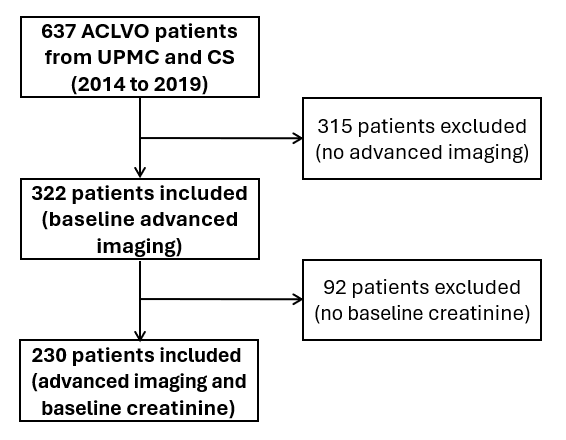 637 ACLVO patients
from UPMC and CS
(2014 to 2019)
315 patients excluded
(no advanced imaging)
322 patients included
(baseline advanced
imaging)
92 patients excluded
(no baseline creatinine)
230 patients included
(advanced imaging and
baseline creatinine)